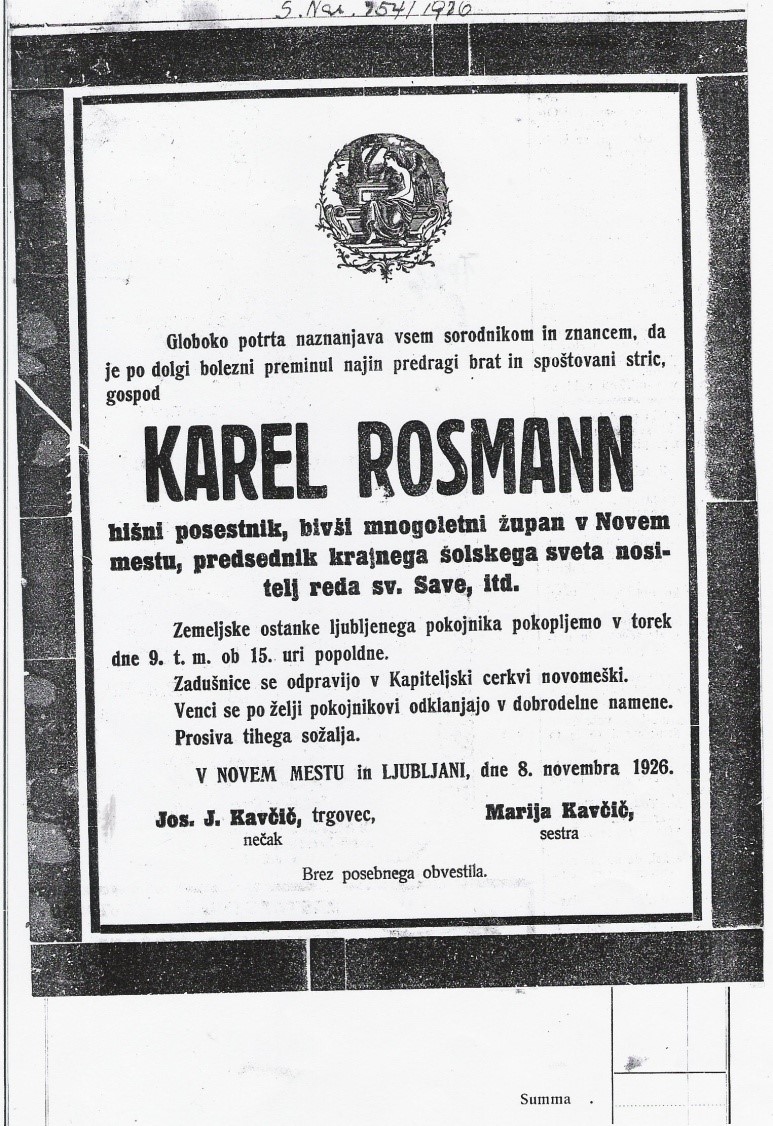 S. Nar. 254/1926
Globoko potrta naznanjava vsem sorodnikom in znancem, da
je po dolgi bolezni preminul najin predragi brat in spoštovani stric,
gospod
KAREL ROSMANN
hišni posestnik, bivši mnogoletni župan v Novem
mestu, predsednik krajnega šolskega sveta nosi-
telj reda sv. Save, itd.
Zemeljske ostanke ljubljenega pokojnika pokopljemo v torek
dne 9. t. m. ob 15. uri popoldne.
Zadušnice se odpravijo v Kapiteljski cerkvi novomeški.
Venci se po želji pokojnikovi odklanjajo v dobrodelne namene.
Prosiva tihega sožalja.
V NOVEM MESTU in LJUBLJANI, dne 8. novembra 1926.
Jos. J. Kavčič, trgovec,
nečak
Marija Kavčič,
sestra
Brez posebnega obvestila.
Summa .